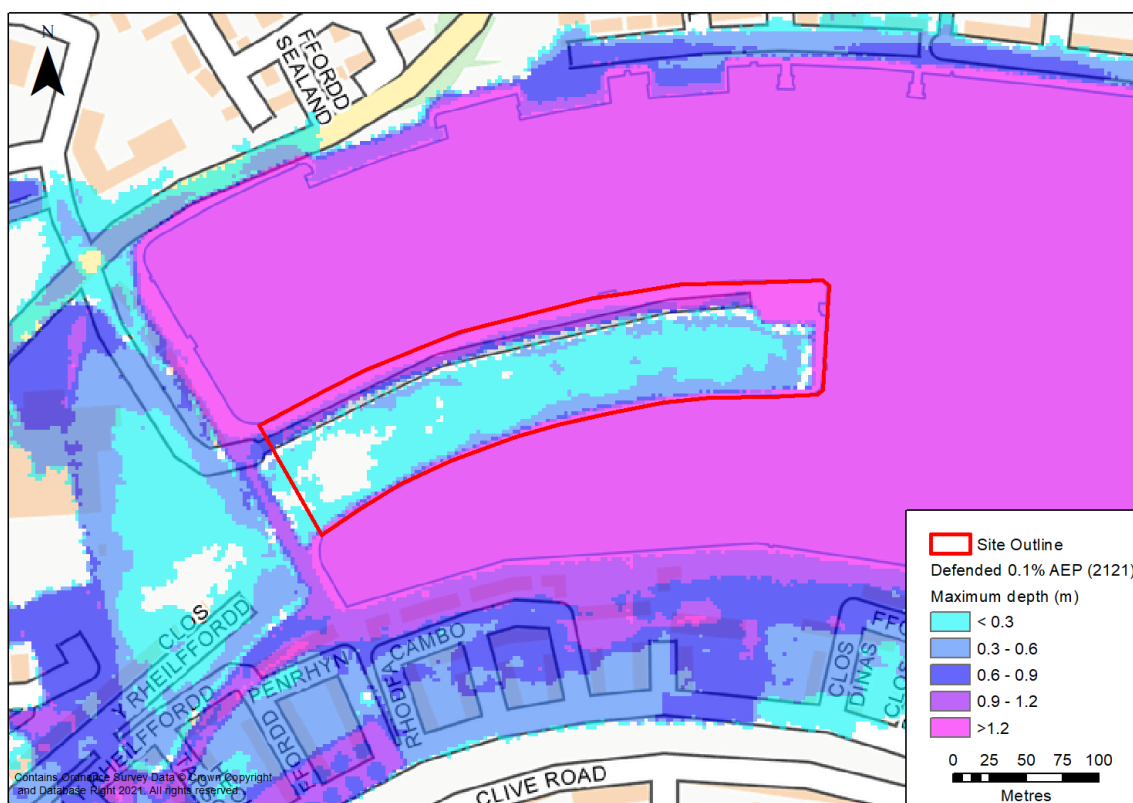 N
FFORDD
SEALAND
CLOS
Y RHEILFFORDD
PENRHYN
FFORDD
RHODFA
CAMBO
CLOS
DINAS
CLOS
CLIVE ROAD
Contains Ordnance Survey Data © Crown Copyright
and Database Right 2021. All rights reserved.
Site Outline
Defended 0.1% AEP (2121)
Maximum depth (m)
< 0.3
0.3 - 0.6
0.6 - 0.9
0.9 - 1.2
>1.2
0 25 50 75 100
Metres